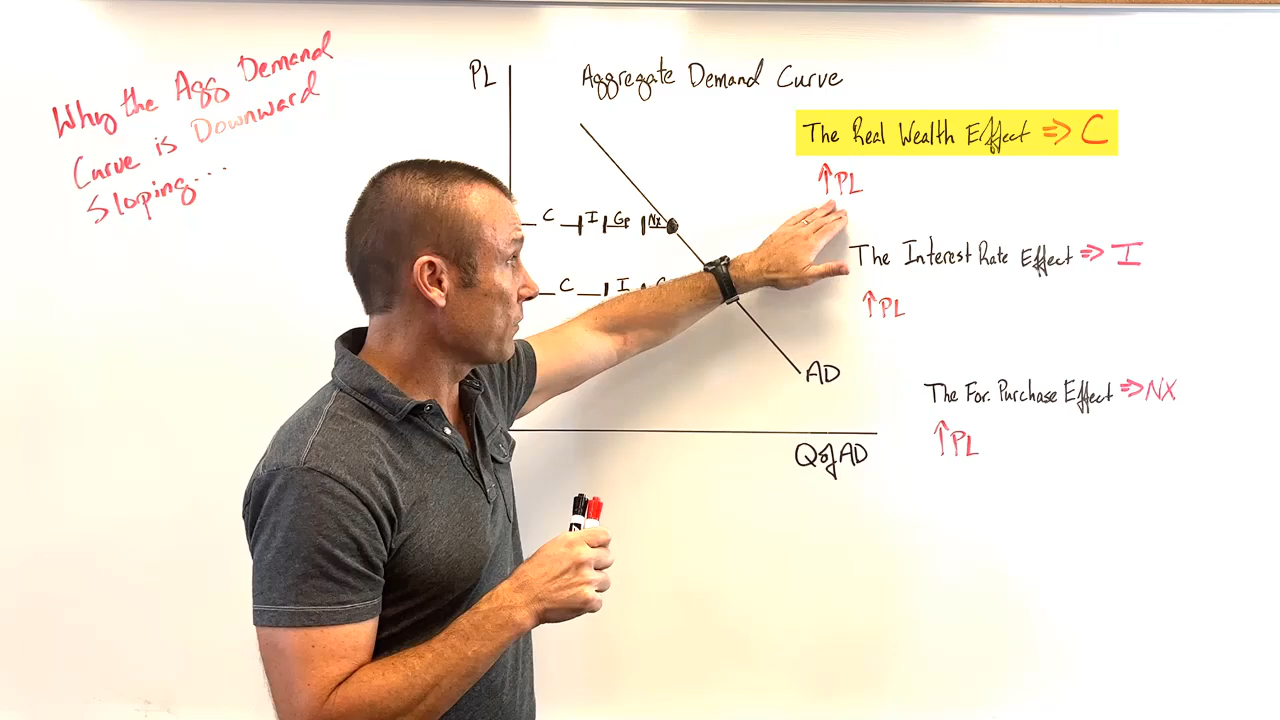 Why the Agg Demand
Curve is Downward
Sloping...
PL
Aggregate Demand Curve
The Real Wealth Effect ⇒ C
↑PL
C I Gp NX
The Interest Rate Effect ⇒ I
C I
↑PL
AD
The For. Purchase Effect ⇒ NX
↑PL
Q of AD